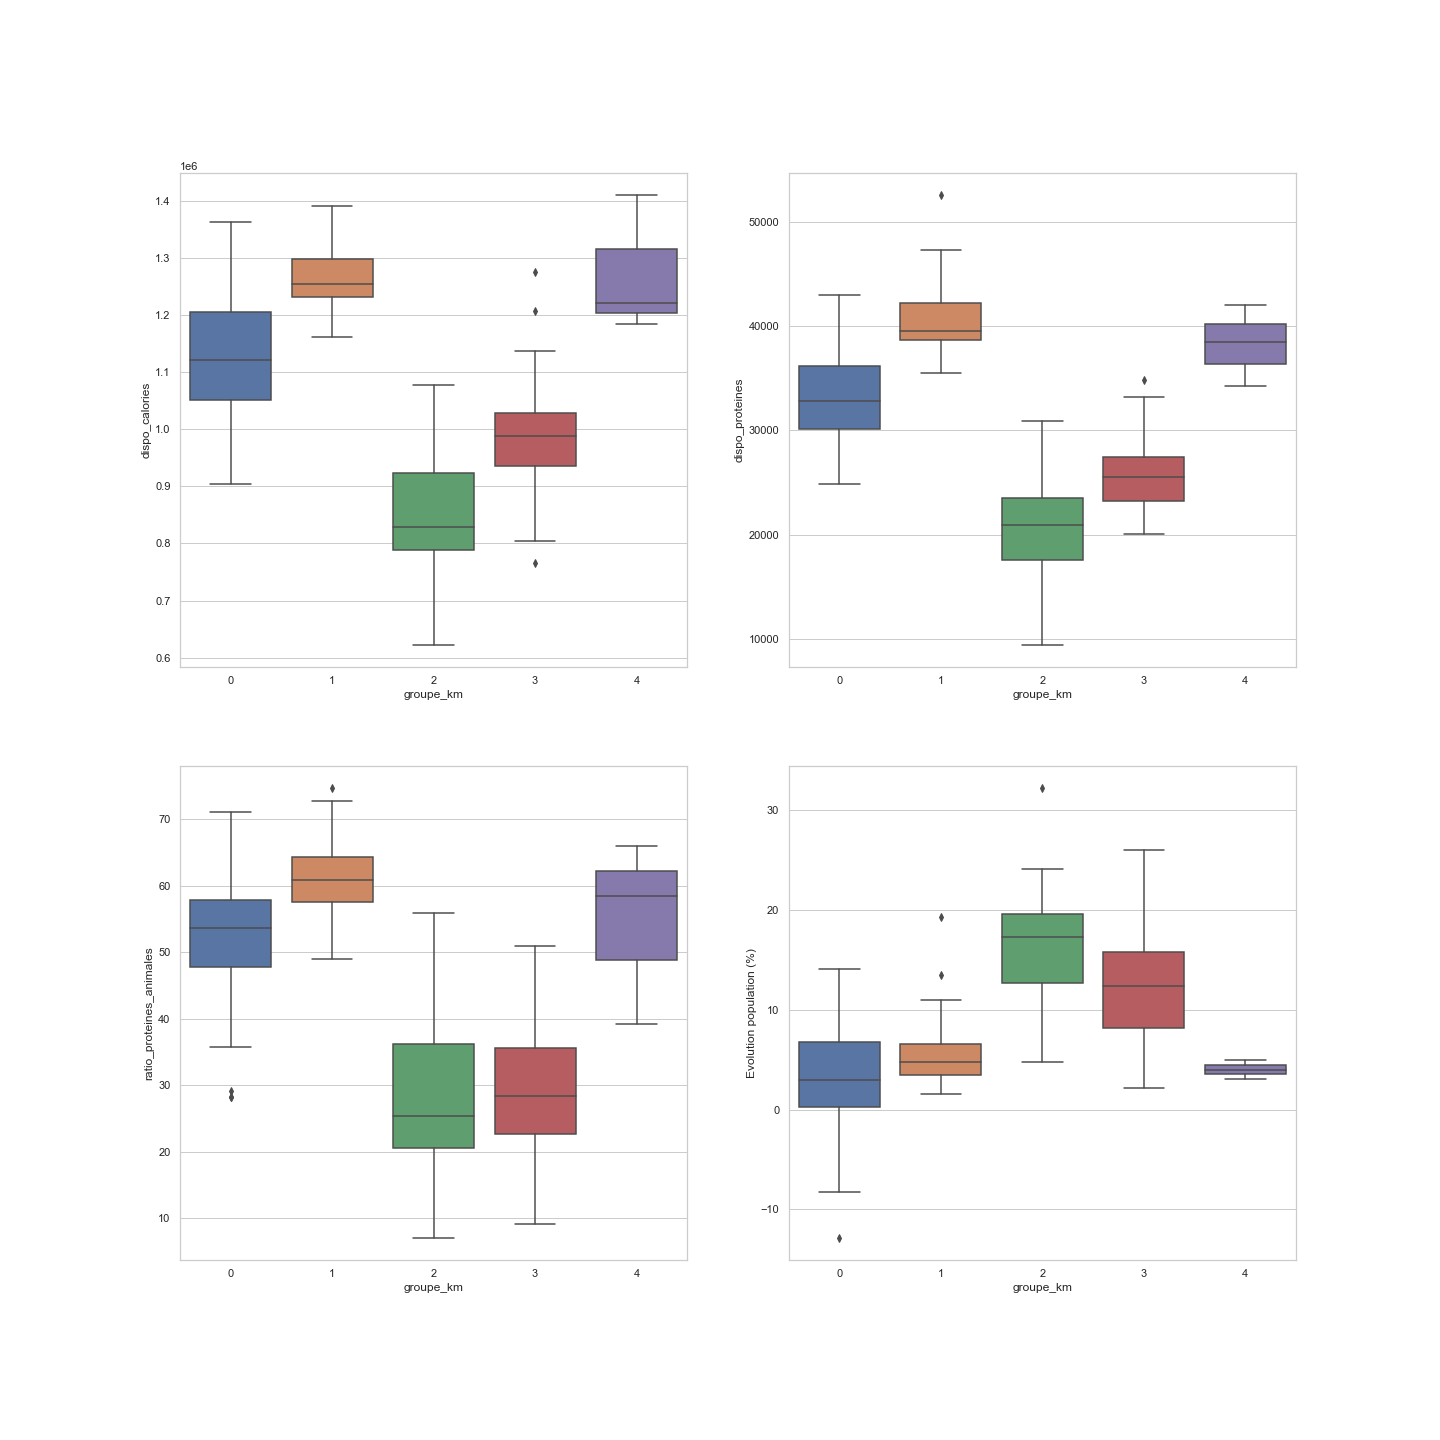 1e6
1.4
1.3
1.2
1.1
1.0
0.9
0.8
0.7
0.6
dispo_calories
0 1 2 3 4
groupe_km
50000
40000
30000
20000
10000
dispo_proteines
0 1 2 3 4
groupe_km
70
60
50
40
30
20
10
ratio_proteines_animales
0 1 2 3 4
groupe_km
30
20
10
0
−10
Evolution population (%)
0 1 2 3 4
groupe_km